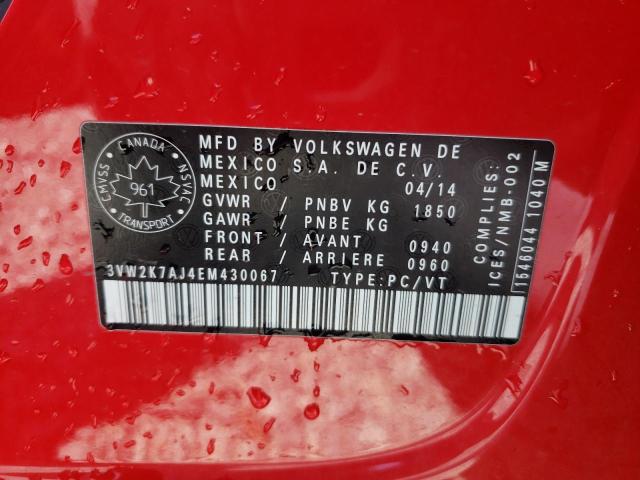 MFD BY VOLKSWAGEN DE
MEXICO S.A. DE C.V.
MEXICO 04/14
GVWR / PNBV KG 1850
GAWR / PNBE KG
FRONT / AVANT 0940
REAR / ARRIERE 0960
3VW2K7AJ4EM430067 TYPE:PC/VT
CANADA
CMVSS
NSVAC
961
TRANSPORT
COMPLIES:
ICES/NMB-002
1546044 1040 M